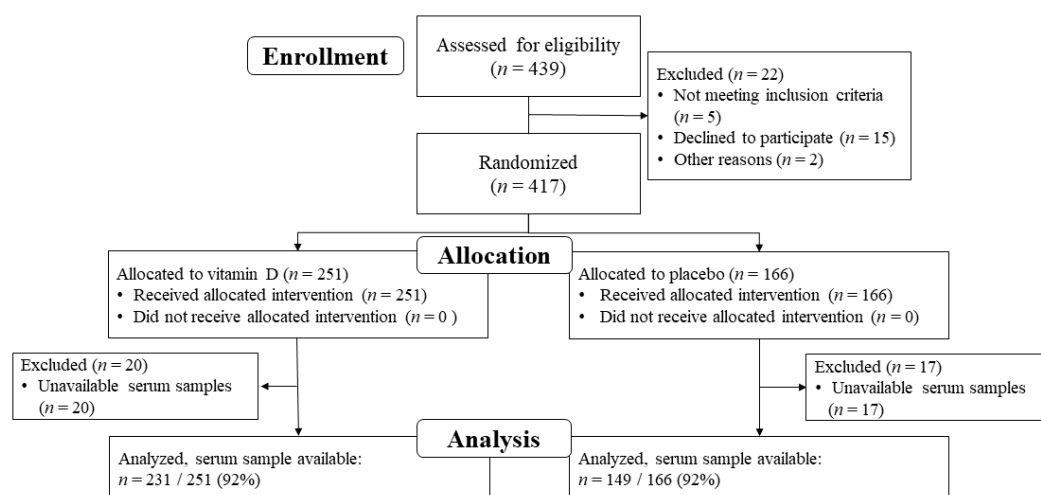 Enrollment
Assessed for eligibility
(n = 439)
Excluded (n = 22)
• Not meeting inclusion criteria
(n = 5)
• Declined to participate (n = 15)
• Other reasons (n = 2)
Randomized
(n = 417)
Allocation
Allocated to vitamin D (n = 251)
• Received allocated intervention (n = 251)
• Did not receive allocated intervention (n = 0 )
Allocated to placebo (n = 166)
• Received allocated intervention (n = 166)
• Did not receive allocated intervention (n = 0)
Excluded (n = 20)
• Unavailable serum samples
(n = 20)
Excluded (n = 17)
• Unavailable serum samples
(n = 17)
Analysis
Analyzed, serum sample available:
n = 231 / 251 (92%)
Analyzed, serum sample available:
n = 149 / 166 (92%)